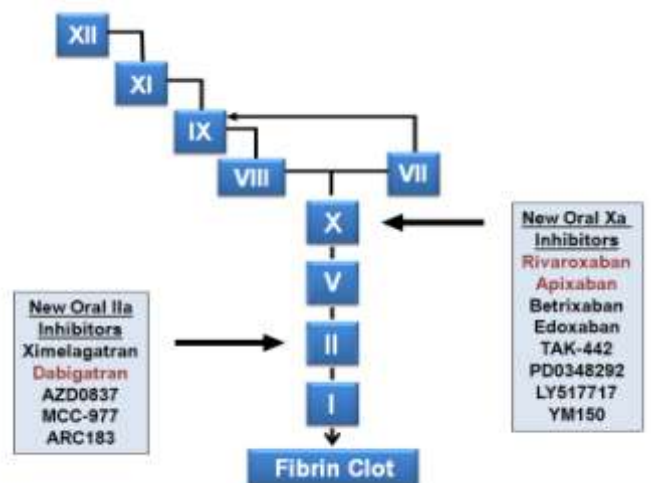 XII
XI
IX
VIII
VII
X
V
II
I
Fibrin Clot
New Oral Xa
Inhibitors
Rivaroxaban
Apixaban
Betrixaban
Edoxaban
TAK-442
PD0348292
LY517717
YM150
New Oral IIa
Inhibitors
Ximelagatran
Dabigatran
AZD0837
MCC-977
ARC183